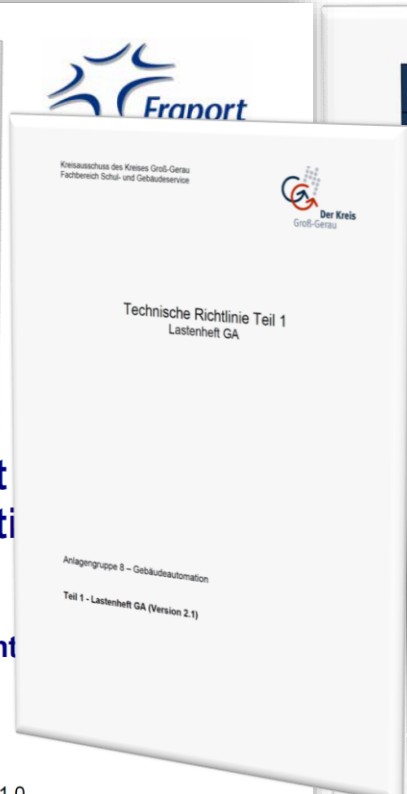 Fraport
Kreisausschuss des Kreises Groß-Gerau
Fachbereich Schul- und Gebäudeservice
Der Kreis
Groß-Gerau
Technische Richtlinie Teil 1
Lastenheft GA
Anlagengruppe 8 – Gebäudeautomation
Teil 1 - Lastenheft GA (Version 2.1)